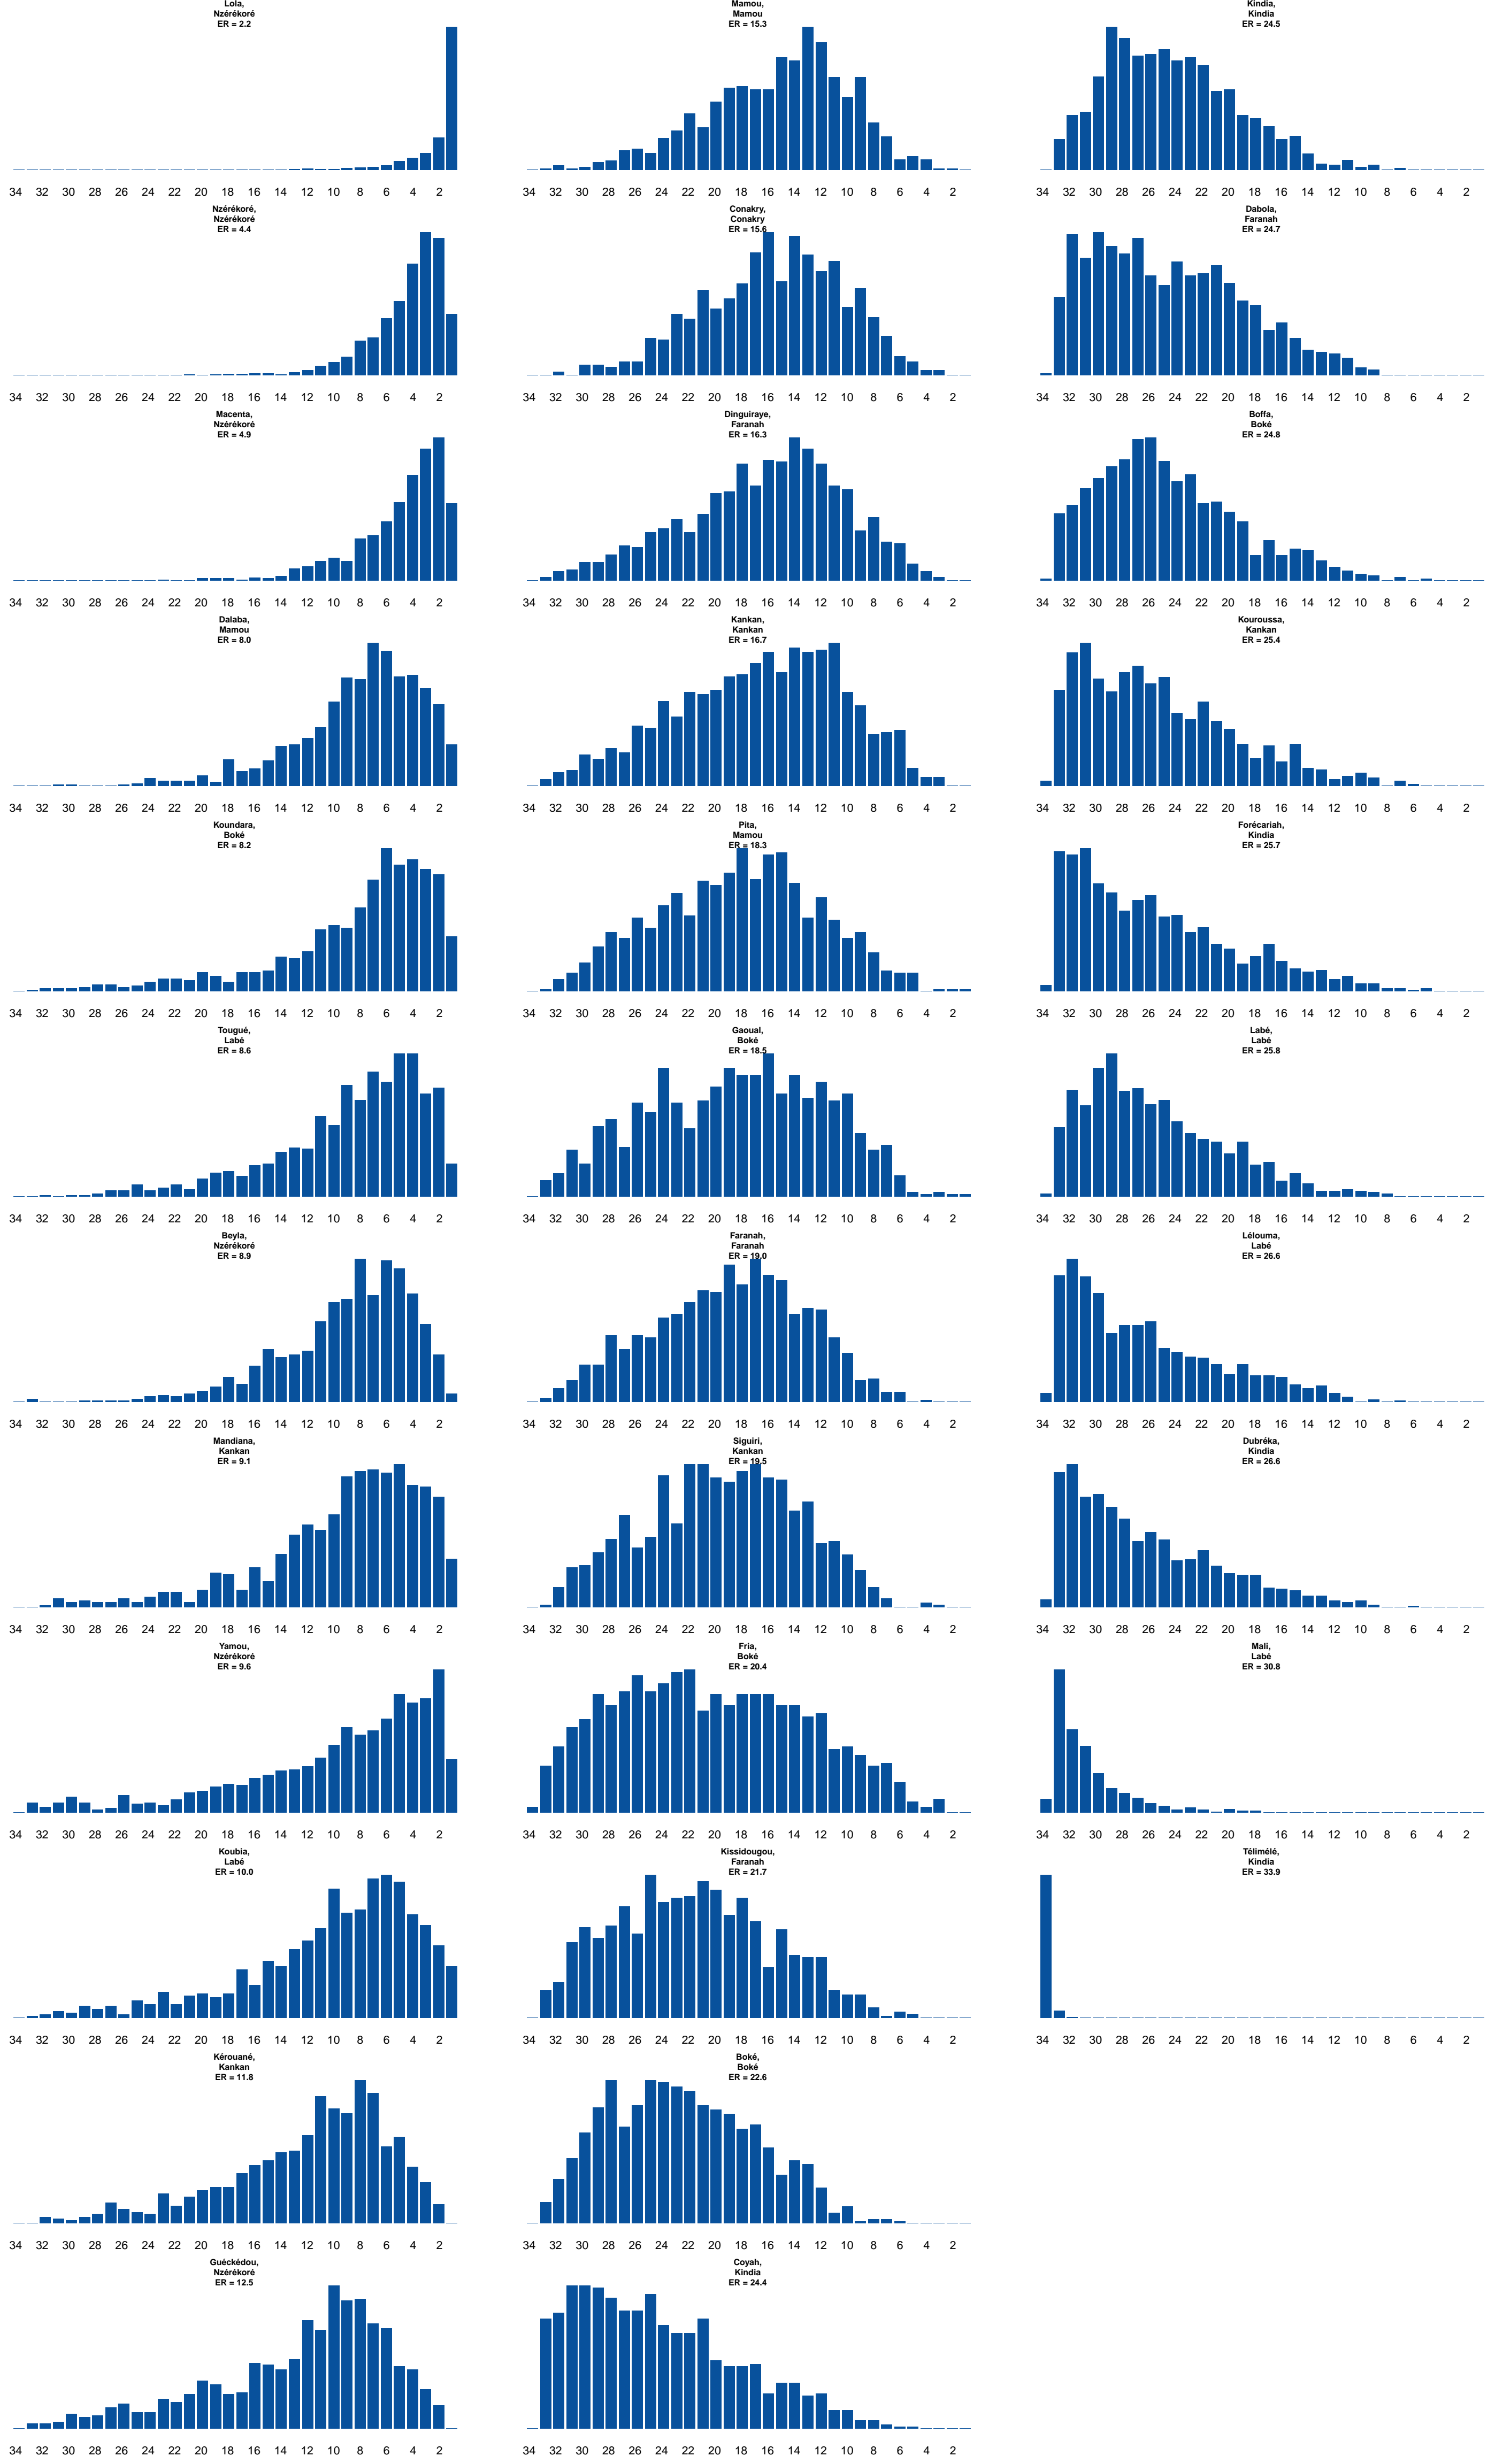 Lola,
Nzérékoré
ER = 2.2
34 32 30 28 26 24 22 20 18 16 14 12 10 8 6 4 2
Nzérékoré,
Nzérékoré
ER = 4.4
34 32 30 28 26 24 22 20 18 16 14 12 10 8 6 4 2
Macenta,
Nzérékoré
ER = 4.9
34 32 30 28 26 24 22 20 18 16 14 12 10 8 6 4 2
Dalaba,
Mamou
ER = 8.0
34 32 30 28 26 24 22 20 18 16 14 12 10 8 6 4 2
Koundara,
Boké
ER = 8.2
34 32 30 28 26 24 22 20 18 16 14 12 10 8 6 4 2
Tougué,
Labé
ER = 8.6
34 32 30 28 26 24 22 20 18 16 14 12 10 8 6 4 2
Beyla,
Nzérékoré
ER = 8.9
34 32 30 28 26 24 22 20 18 16 14 12 10 8 6 4 2
Mandiana,
Kankan
ER = 9.1
34 32 30 28 26 24 22 20 18 16 14 12 10 8 6 4 2
Yamou,
Nzérékoré
ER = 9.6
34 32 30 28 26 24 22 20 18 16 14 12 10 8 6 4 2
Koubia,
Labé
ER = 10.0
34 32 30 28 26 24 22 20 18 16 14 12 10 8 6 4 2
Kérouané,
Kankan
ER = 11.8
34 32 30 28 26 24 22 20 18 16 14 12 10 8 6 4 2
Guéckédou,
Nzérékoré
ER = 12.5
34 32 30 28 26 24 22 20 18 16 14 12 10 8 6 4 2
Mamou,
Mamou
ER = 15.3
34 32 30 28 26 24 22 20 18 16 14 12 10 8 6 4 2
Conakry,
Conakry
ER = 15.6
34 32 30 28 26 24 22 20 18 16 14 12 10 8 6 4 2
Dinguiraye,
Faranah
ER = 16.3
34 32 30 28 26 24 22 20 18 16 14 12 10 8 6 4 2
Kankan,
Kankan
ER = 16.7
34 32 30 28 26 24 22 20 18 16 14 12 10 8 6 4 2
Pita,
Mamou
ER = 18.3
34 32 30 28 26 24 22 20 18 16 14 12 10 8 6 4 2
Gaoual,
Boké
ER = 18.5
34 32 30 28 26 24 22 20 18 16 14 12 10 8 6 4 2
Faranah,
Faranah
ER = 19.0
34 32 30 28 26 24 22 20 18 16 14 12 10 8 6 4 2
Siguiri,
Kankan
ER = 19.5
34 32 30 28 26 24 22 20 18 16 14 12 10 8 6 4 2
Fria,
Boké
ER = 20.4
34 32 30 28 26 24 22 20 18 16 14 12 10 8 6 4 2
Kissidougou,
Faranah
ER = 21.7
34 32 30 28 26 24 22 20 18 16 14 12 10 8 6 4 2
Boké,
Boké
ER = 22.6
34 32 30 28 26 24 22 20 18 16 14 12 10 8 6 4 2
Coyah,
Kindia
ER = 24.4
34 32 30 28 26 24 22 20 18 16 14 12 10 8 6 4 2
Kindia,
Kindia
ER = 24.5
34 32 30 28 26 24 22 20 18 16 14 12 10 8 6 4 2
Dabola,
Faranah
ER = 24.7
34 32 30 28 26 24 22 20 18 16 14 12 10 8 6 4 2
Boffa,
Boké
ER = 24.8
34 32 30 28 26 24 22 20 18 16 14 12 10 8 6 4 2
Kouroussa,
Kankan
ER = 25.4
34 32 30 28 26 24 22 20 18 16 14 12 10 8 6 4 2
Forécariah,
Kindia
ER = 25.7
34 32 30 28 26 24 22 20 18 16 14 12 10 8 6 4 2
Labé,
Labé
ER = 25.8
34 32 30 28 26 24 22 20 18 16 14 12 10 8 6 4 2
Lélouma,
Labé
ER = 26.6
34 32 30 28 26 24 22 20 18 16 14 12 10 8 6 4 2
Dubréka,
Kindia
ER = 26.6
34 32 30 28 26 24 22 20 18 16 14 12 10 8 6 4 2
Mali,
Labé
ER = 30.8
34 32 30 28 26 24 22 20 18 16 14 12 10 8 6 4 2
Télimélé,
Kindia
ER = 33.9
34 32 30 28 26 24 22 20 18 16 14 12 10 8 6 4 2